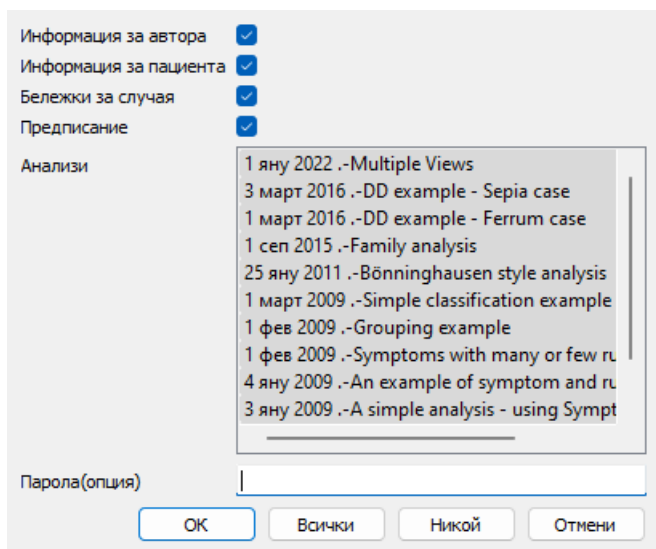 Информация за автора
Информация за пациента
Бележки за случая
Предписание
Анализи
1 яну 2022 .-Multiple Views
3 март 2016 .-DD example - Sepia case
1 март 2016 .-DD example - Ferrum case
1 сеп 2015 .-Family analysis
25 яну 2011 .-Bönninghausen style analysis
1 март 2009 .-Simple classification example
1 фев 2009 .-Grouping example
1 фев 2009 .-Symptoms with many or few ru
4 яну 2009 .-An example of symptom and ru
3 яну 2009 .-A simple analysis - using Sympt
Парола(опция)
OK Всички Никой Отмени